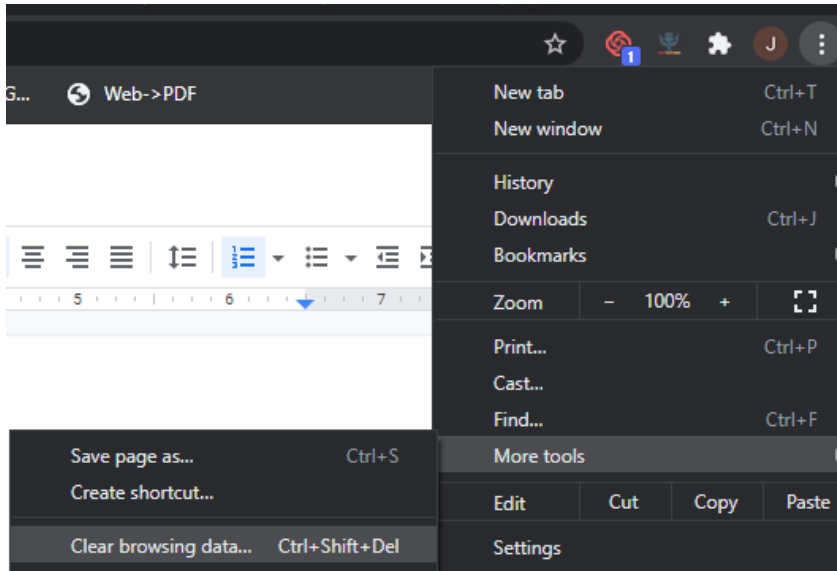 J
1
G... Web->PDF
New tab Ctrl+T
New window Ctrl+N
History
Downloads Ctrl+J
Bookmarks
5 6 7
Zoom - 100% +
Print... Ctrl+P
Cast...
Find... Ctrl+F
More tools
Edit Cut Copy Paste
Settings
Save page as... Ctrl+S
Create shortcut...
Clear browsing data... Ctrl+Shift+Del